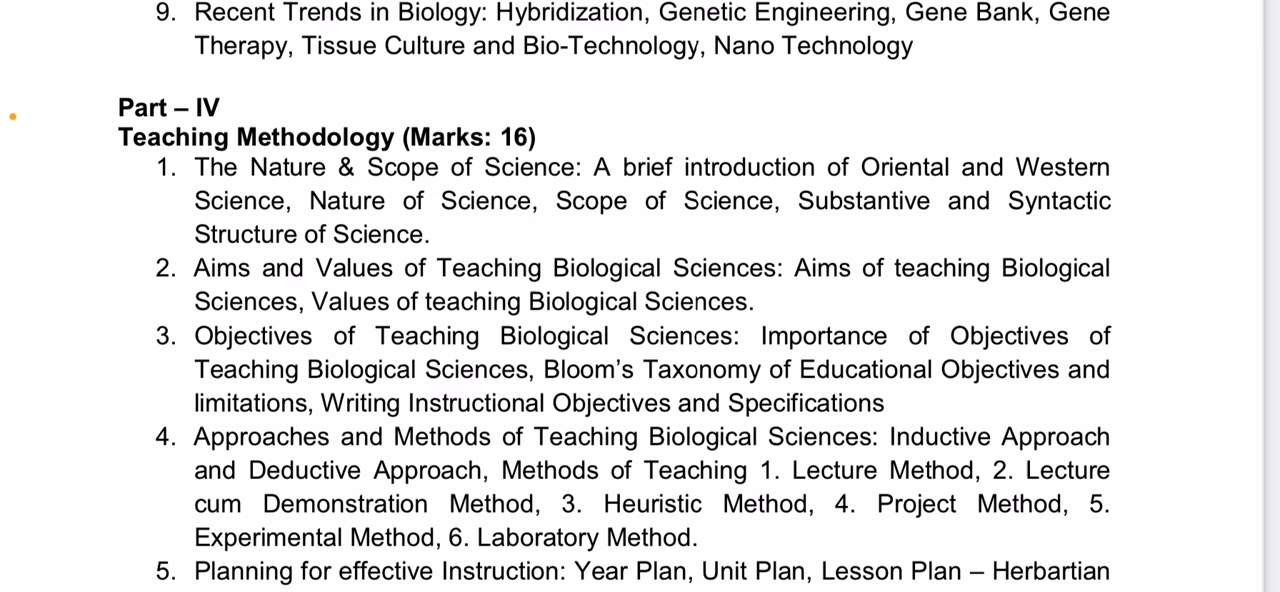 9. Recent Trends in Biology: Hybridization, Genetic Engineering, Gene Bank, Gene
Therapy, Tissue Culture and Bio-Technology, Nano Technology
Part – IV
Teaching Methodology (Marks: 16)
1. The Nature & Scope of Science: A brief introduction of Oriental and Western
Science, Nature of Science, Scope of Science, Substantive and Syntactic
Structure of Science.
2. Aims and Values of Teaching Biological Sciences: Aims of teaching Biological
Sciences, Values of teaching Biological Sciences.
3. Objectives of Teaching Biological Sciences: Importance of Objectives of
Teaching Biological Sciences, Bloom’s Taxonomy of Educational Objectives and
limitations, Writing Instructional Objectives and Specifications
4. Approaches and Methods of Teaching Biological Sciences: Inductive Approach
and Deductive Approach, Methods of Teaching 1. Lecture Method, 2. Lecture
cum Demonstration Method, 3. Heuristic Method, 4. Project Method, 5.
Experimental Method, 6. Laboratory Method.
5. Planning for effective Instruction: Year Plan, Unit Plan, Lesson Plan – Herbartian